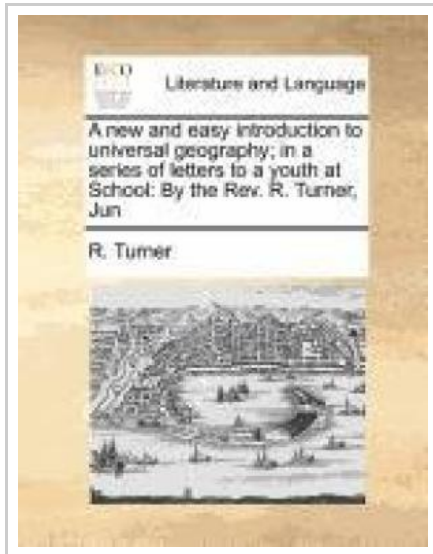 ECCO
Literature and Language
A new and easy introduction to
universal geography; in a
series of letters to a youth at
School: By the Rev. R. Turner,
Jun
R. Turner